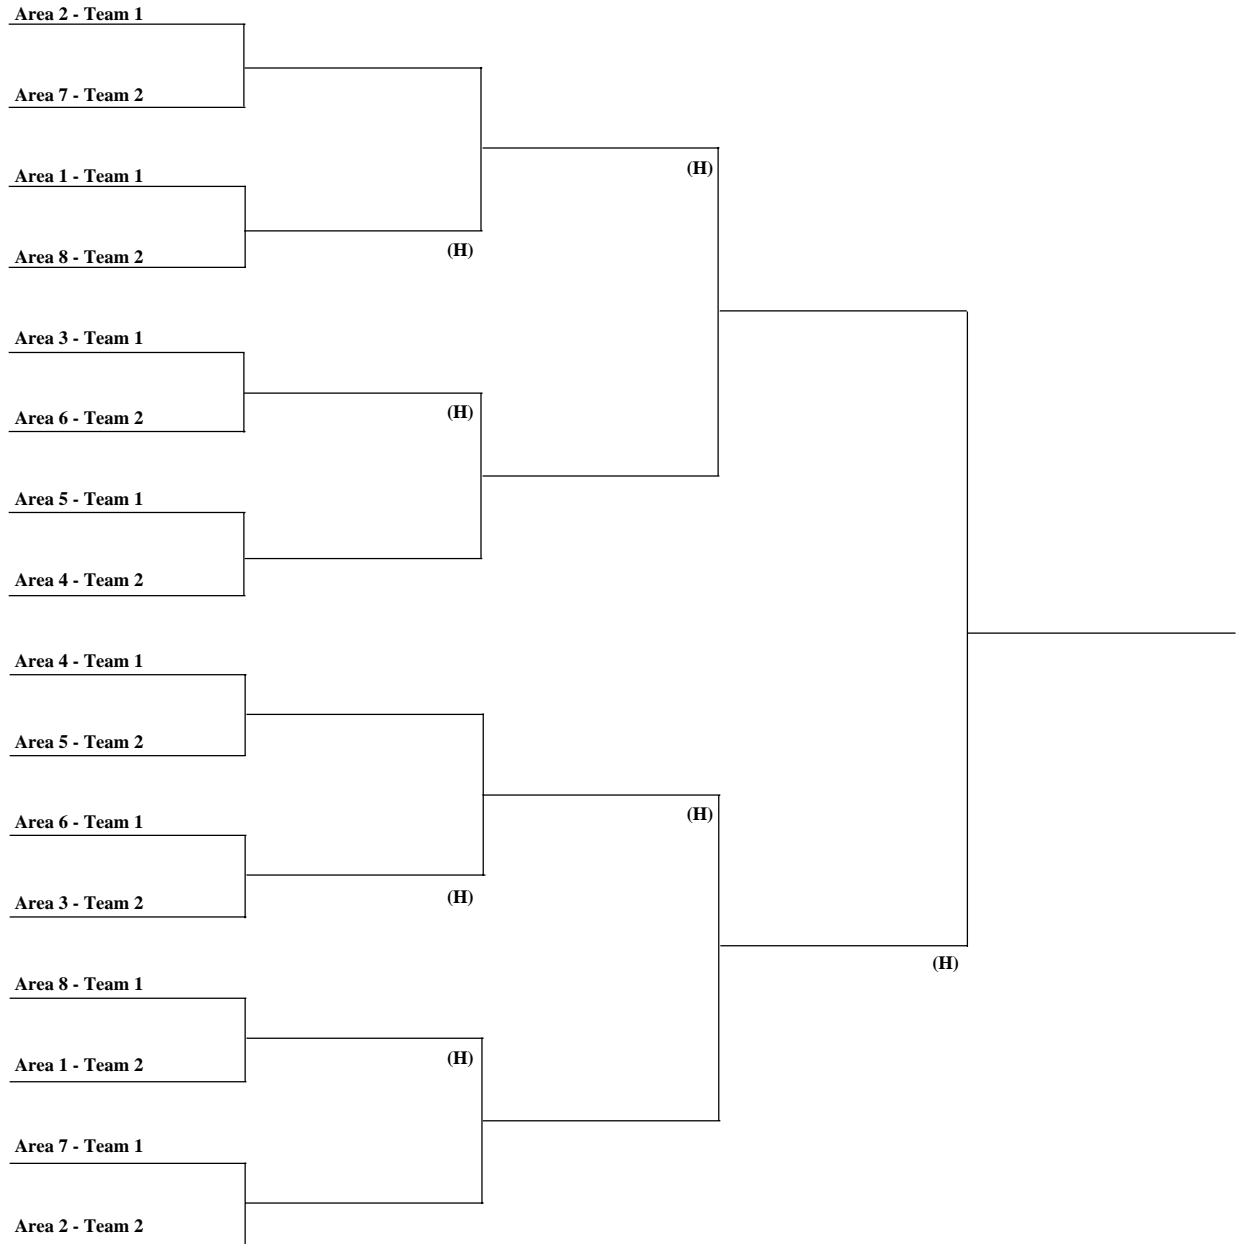 Area 2 - Team 1
Area 7 - Team 2
Area 1 - Team 1
(H)
(H)
Area 8 - Team 2
Area 3 - Team 1
(H)
Area 6 - Team 2
Area 5 - Team 1
Area 4 - Team 2
Area 4 - Team 1
Area 5 - Team 2
(H)
Area 6 - Team 1
(H)
Area 3 - Team 2
(H)
Area 8 - Team 1
(H)
Area 1 - Team 2
Area 7 - Team 1
Area 2 - Team 2